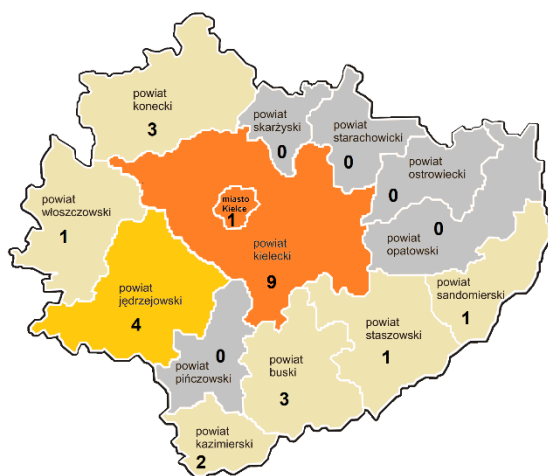 powiat
konecki
3
powiat
skarżyski
0
powiat
starachowicki
0
powiat
ostrowiecki
0
powiat
włoszczowski
1
miasto
Kielce
1
powiat
opatowski
0
powiat
kielecki
9
powiat
jędrzejowski
4
powiat
sandomierski
1
powiat
staszowski
1
powiat
pińczowski
0
powiat
buski
3
powiat
kazimierski
2